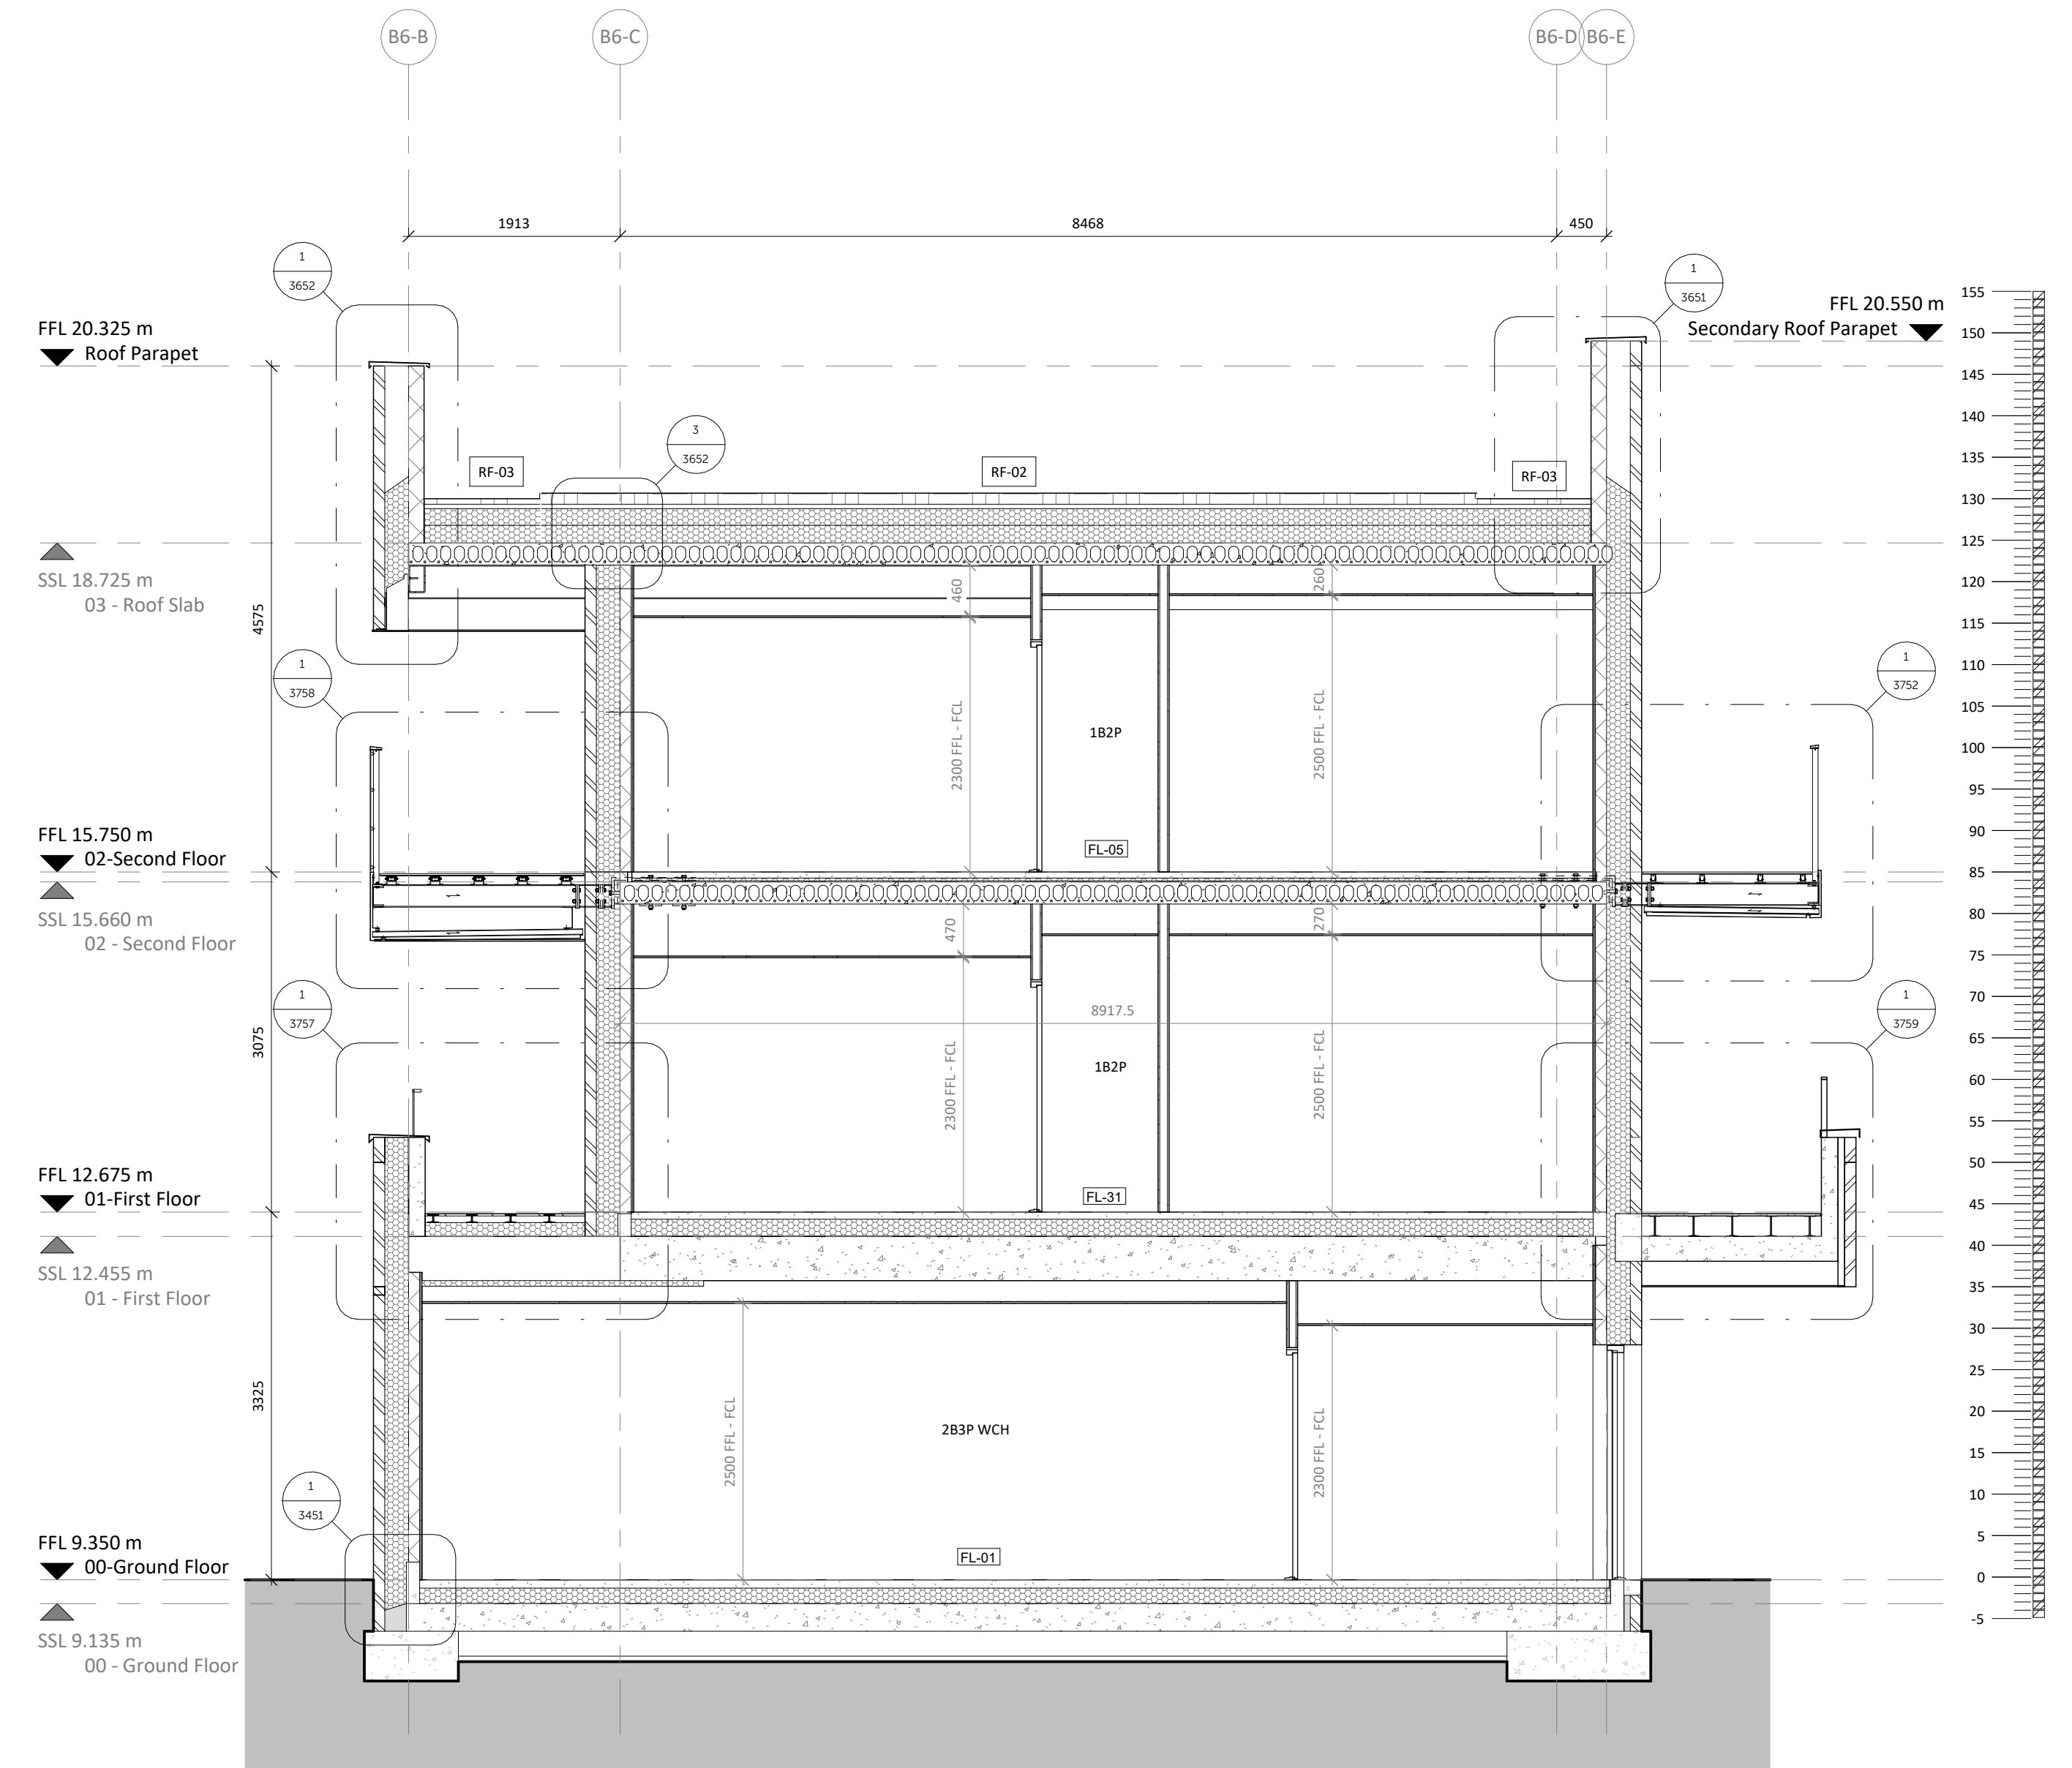 B6-B
B6-C
B6-D
B6-E
1913
8468
450
1
3652
1
3651
FFL 20.325 m
Roof Parapet
FFL 20.550 m
Secondary Roof Parapet
3
3652
RF-03
RF-02
RF-03
SSL 18.725 m
03 - Roof Slab
4575
460
260
1
3758
1
3752
2300 FFL - FCL
1B2P
2500 FFL - FCL
FL-05
FFL 15.750 m
02-Second Floor
SSL 15.660 m
02 - Second Floor
470
270
1
3757
1
3759
3075
8917.5
1B2P
2300 FFL - FCL
2500 FFL - FCL
FL-31
FFL 12.675 m
01-First Floor
SSL 12.455 m
01 - First Floor
3325
2500 FFL - FCL
2B3P WCH
2300 FFL - FCL
1
3451
FL-01
FFL 9.350 m
00-Ground Floor
SSL 9.135 m
00 - Ground Floor
155
150
145
140
135
130
125
120
115
110
105
100
95
90
85
80
75
70
65
60
55
50
45
40
35
30
25
20
15
10
5
0
-5